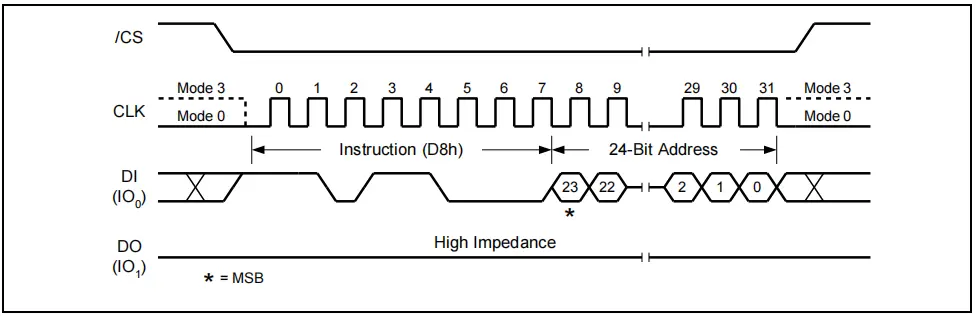 /CS
Mode 3 0 1 2 3 4 5 6 7 8 9 29 30 31 Mode 3
CLK
Mode 0 Mode 0
Instruction (D8h) 24-Bit Address
DI
(IO0) 23 22 2 1 0
*
High Impedance
DO
(IO1)
* = MSB